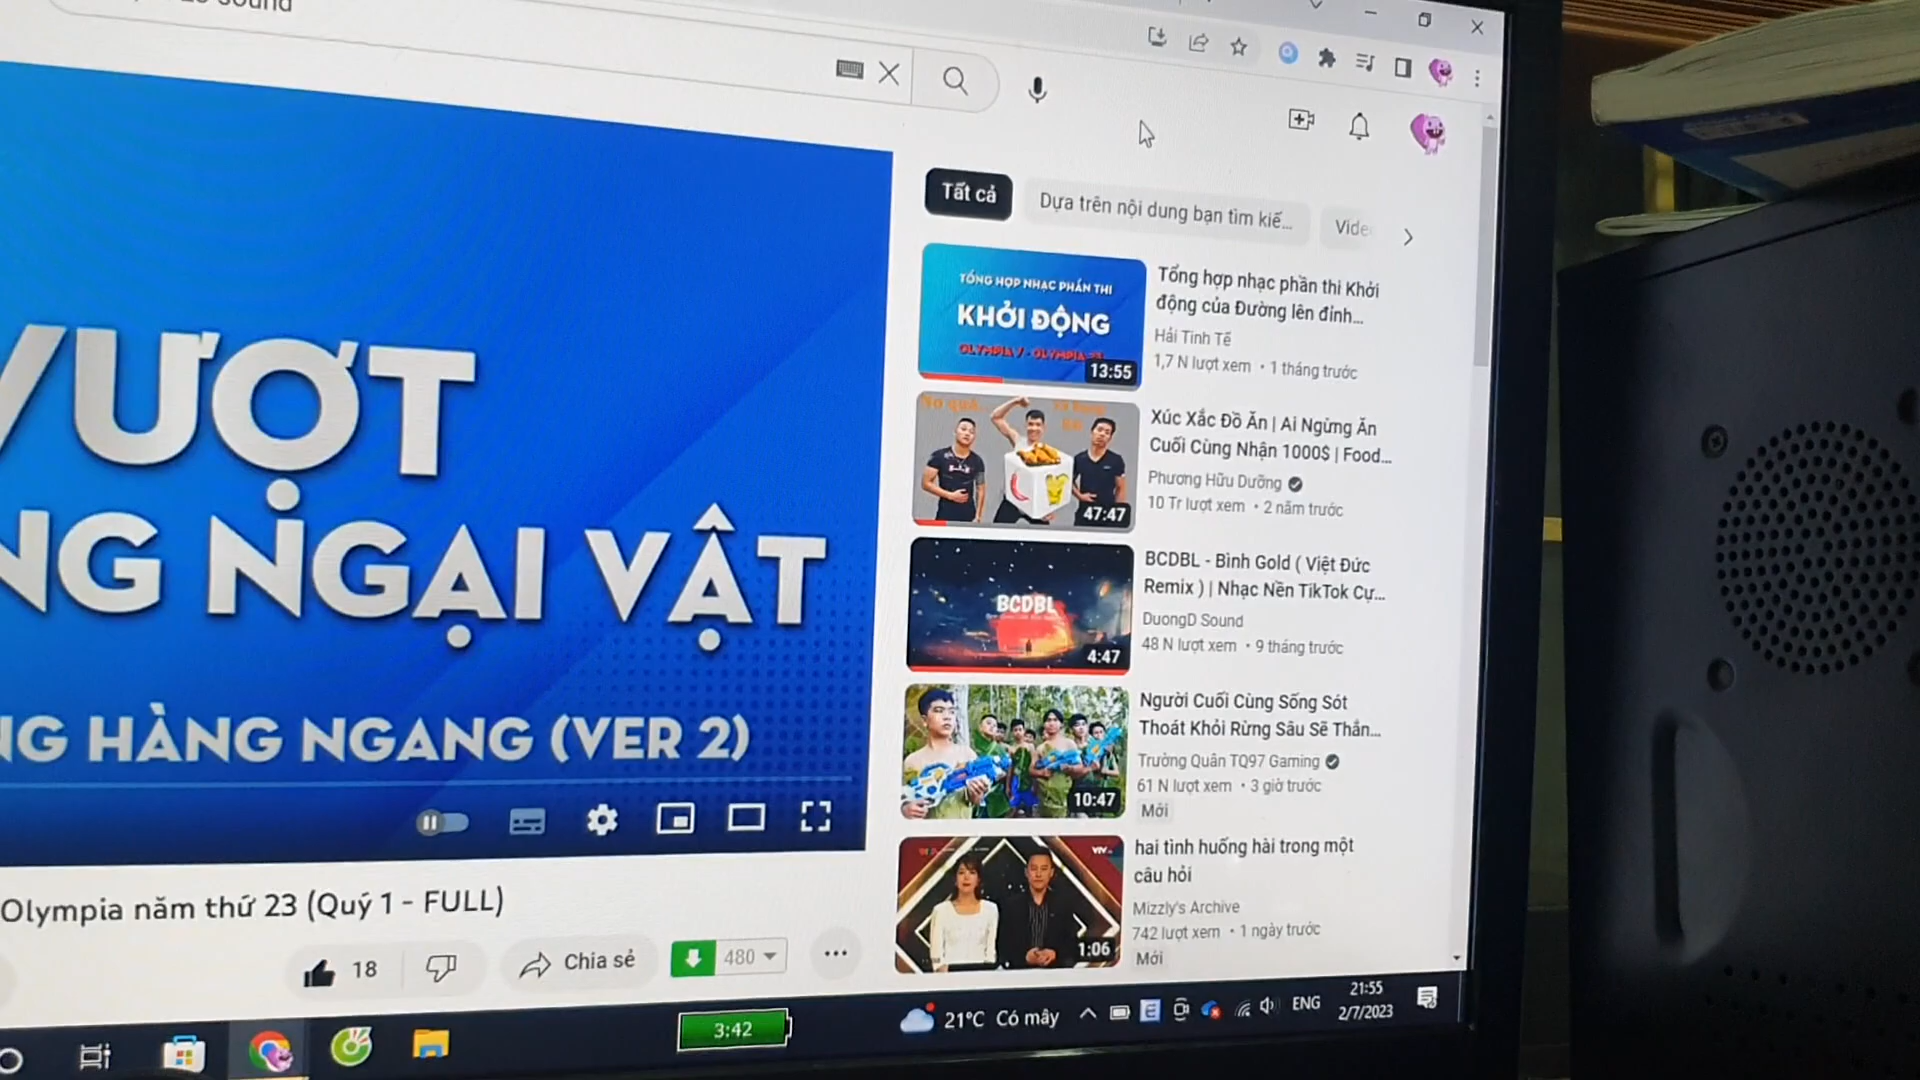 sound
VƯỢT
NG NGẠI VẬT
NG HÀNG NGANG (VER 2)
Olympia năm thứ 23 (Quý 1 - FULL)
18
Chia sẻ
480
Tất cả
Dựa trên nội dung bạn tìm kiế...
TỔNG HỢP NHẠC PHẦN THI
KHỞI ĐỘNG
13:55
Tổng hợp nhạc phần thi Khởi
động của Đường lên đỉnh...
Hải Tinh Tế
1,7 N lượt xem • 1 tháng trước
47:47
Xúc Xắc Đồ Ăn | Ai Ngừng Ăn
Cuối Cùng Nhận 1000$ | Food...
Phương Hữu Dưỡng
10 Tr lượt xem • 2 năm trước
BCDBL
4:47
BCDBL - Bình Gold ( Việt Đức
Remix ) | Nhạc Nền TikTok Cự...
DuongD Sound
48 N lượt xem • 9 tháng trước
10:47
Người Cuối Cùng Sống Sót
Thoát Khỏi Rừng Sâu Sẽ Thắn...
Trường Quân TQ97 Gaming
61 N lượt xem • 3 giờ trước
Mới
VTV
1:06
hai tình huống hài trong một
câu hỏi
Mizzly's Archive
742 lượt xem • 1 ngày trước
Mới
3:42
21°C Có mây
ENG
21:55
2/7/2023